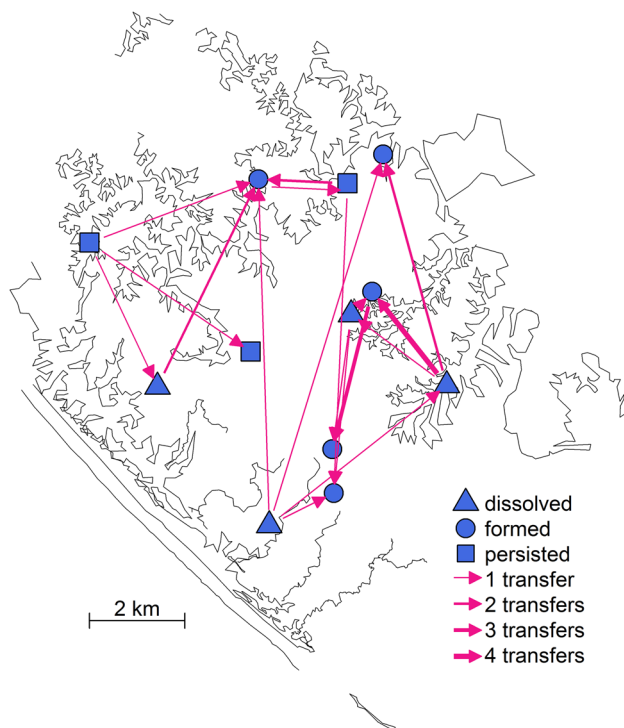 dissolved
formed
persisted
1 transfer
2 transfers
3 transfers
4 transfers
2 km